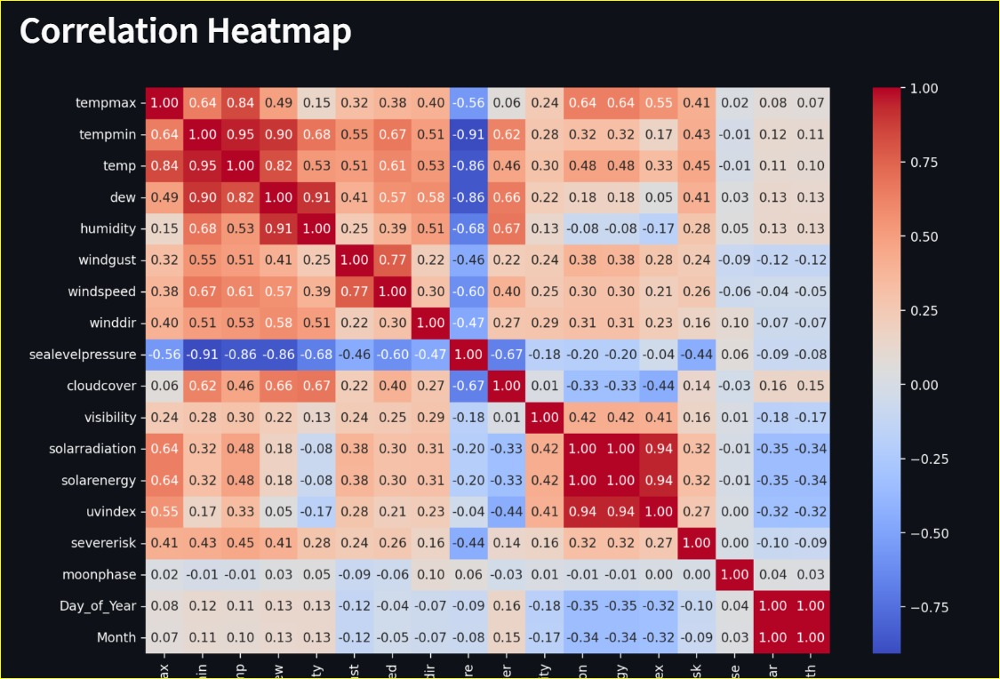 Correlation Heatmap
tempmax 1.00 0.64 0.84 0.49 0.15 0.32 0.38 0.40 -0.56 0.06 0.24 0.64 0.64 0.55 0.41 0.02 0.08 0.07
tempmin 0.64 1.00 0.95 0.90 0.68 0.55 0.67 0.51 -0.91 0.62 0.28 0.32 0.32 0.17 0.43 -0.01 0.12 0.11
temp 0.84 0.95 1.00 0.82 0.53 0.51 0.61 0.53 -0.86 0.46 0.30 0.48 0.48 0.33 0.45 -0.01 0.11 0.10
dew 0.49 0.90 0.82 1.00 0.91 0.41 0.57 0.58 -0.86 0.66 0.22 0.18 0.18 0.05 0.41 0.03 0.13 0.13
humidity 0.15 0.68 0.53 0.91 1.00 0.25 0.39 0.51 -0.68 0.67 0.13 -0.08 -0.08 -0.17 0.28 0.05 0.13 0.13
windgust 0.32 0.55 0.51 0.41 0.25 1.00 0.77 0.22 -0.46 0.22 0.24 0.38 0.38 0.28 0.24 -0.09 -0.12 -0.12
windspeed 0.38 0.67 0.61 0.57 0.39 0.77 1.00 0.30 -0.60 0.40 0.25 0.30 0.30 0.21 0.26 -0.06 -0.04 -0.05
winddir 0.40 0.51 0.53 0.58 0.51 0.22 0.30 1.00 -0.47 0.27 0.29 0.31 0.31 0.23 0.16 0.10 -0.07 -0.07
sealevelpressure -0.56 -0.91 -0.86 -0.86 -0.68 -0.46 -0.60 -0.47 1.00 -0.67 -0.18 -0.20 -0.20 -0.04 -0.44 0.06 -0.09 -0.08
cloudcover 0.06 0.62 0.46 0.66 0.67 0.22 0.40 0.27 -0.67 1.00 0.01 -0.33 -0.33 -0.44 0.14 -0.03 0.16 0.15
visibility 0.24 0.28 0.30 0.22 0.13 0.24 0.25 0.29 -0.18 0.01 1.00 0.42 0.42 0.41 0.16 0.01 -0.18 -0.17
solarradiation 0.64 0.32 0.48 0.18 -0.08 0.38 0.30 0.31 -0.20 -0.33 0.42 1.00 1.00 0.94 0.32 -0.01 -0.35 -0.34
solarenergy 0.64 0.32 0.48 0.18 -0.08 0.38 0.30 0.31 -0.20 -0.33 0.42 1.00 1.00 0.94 0.32 -0.01 -0.35 -0.34
uvindex 0.55 0.17 0.33 0.05 -0.17 0.28 0.21 0.23 -0.04 -0.44 0.41 0.94 0.94 1.00 0.27 0.00 -0.32 -0.32
severerisk 0.41 0.43 0.45 0.41 0.28 0.24 0.26 0.16 -0.44 0.14 0.16 0.32 0.32 0.27 1.00 0.00 -0.10 -0.09
moonphase 0.02 -0.01 -0.01 0.03 0.05 -0.09 -0.06 0.10 0.06 -0.03 0.01 -0.01 -0.01 0.00 0.00 1.00 0.04 0.03
Day_of_Year 0.08 0.12 0.11 0.13 0.13 -0.12 -0.04 -0.07 -0.09 0.16 -0.18 -0.35 -0.35 -0.32 -0.10 0.04 1.00 1.00
Month 0.07 0.11 0.10 0.13 0.13 -0.12 -0.05 -0.07 -0.08 0.15 -0.17 -0.34 -0.34 -0.32 -0.09 0.03 1.00 1.00
1.00
0.75
0.50
0.25
0.00
−0.25
−0.50
−0.75